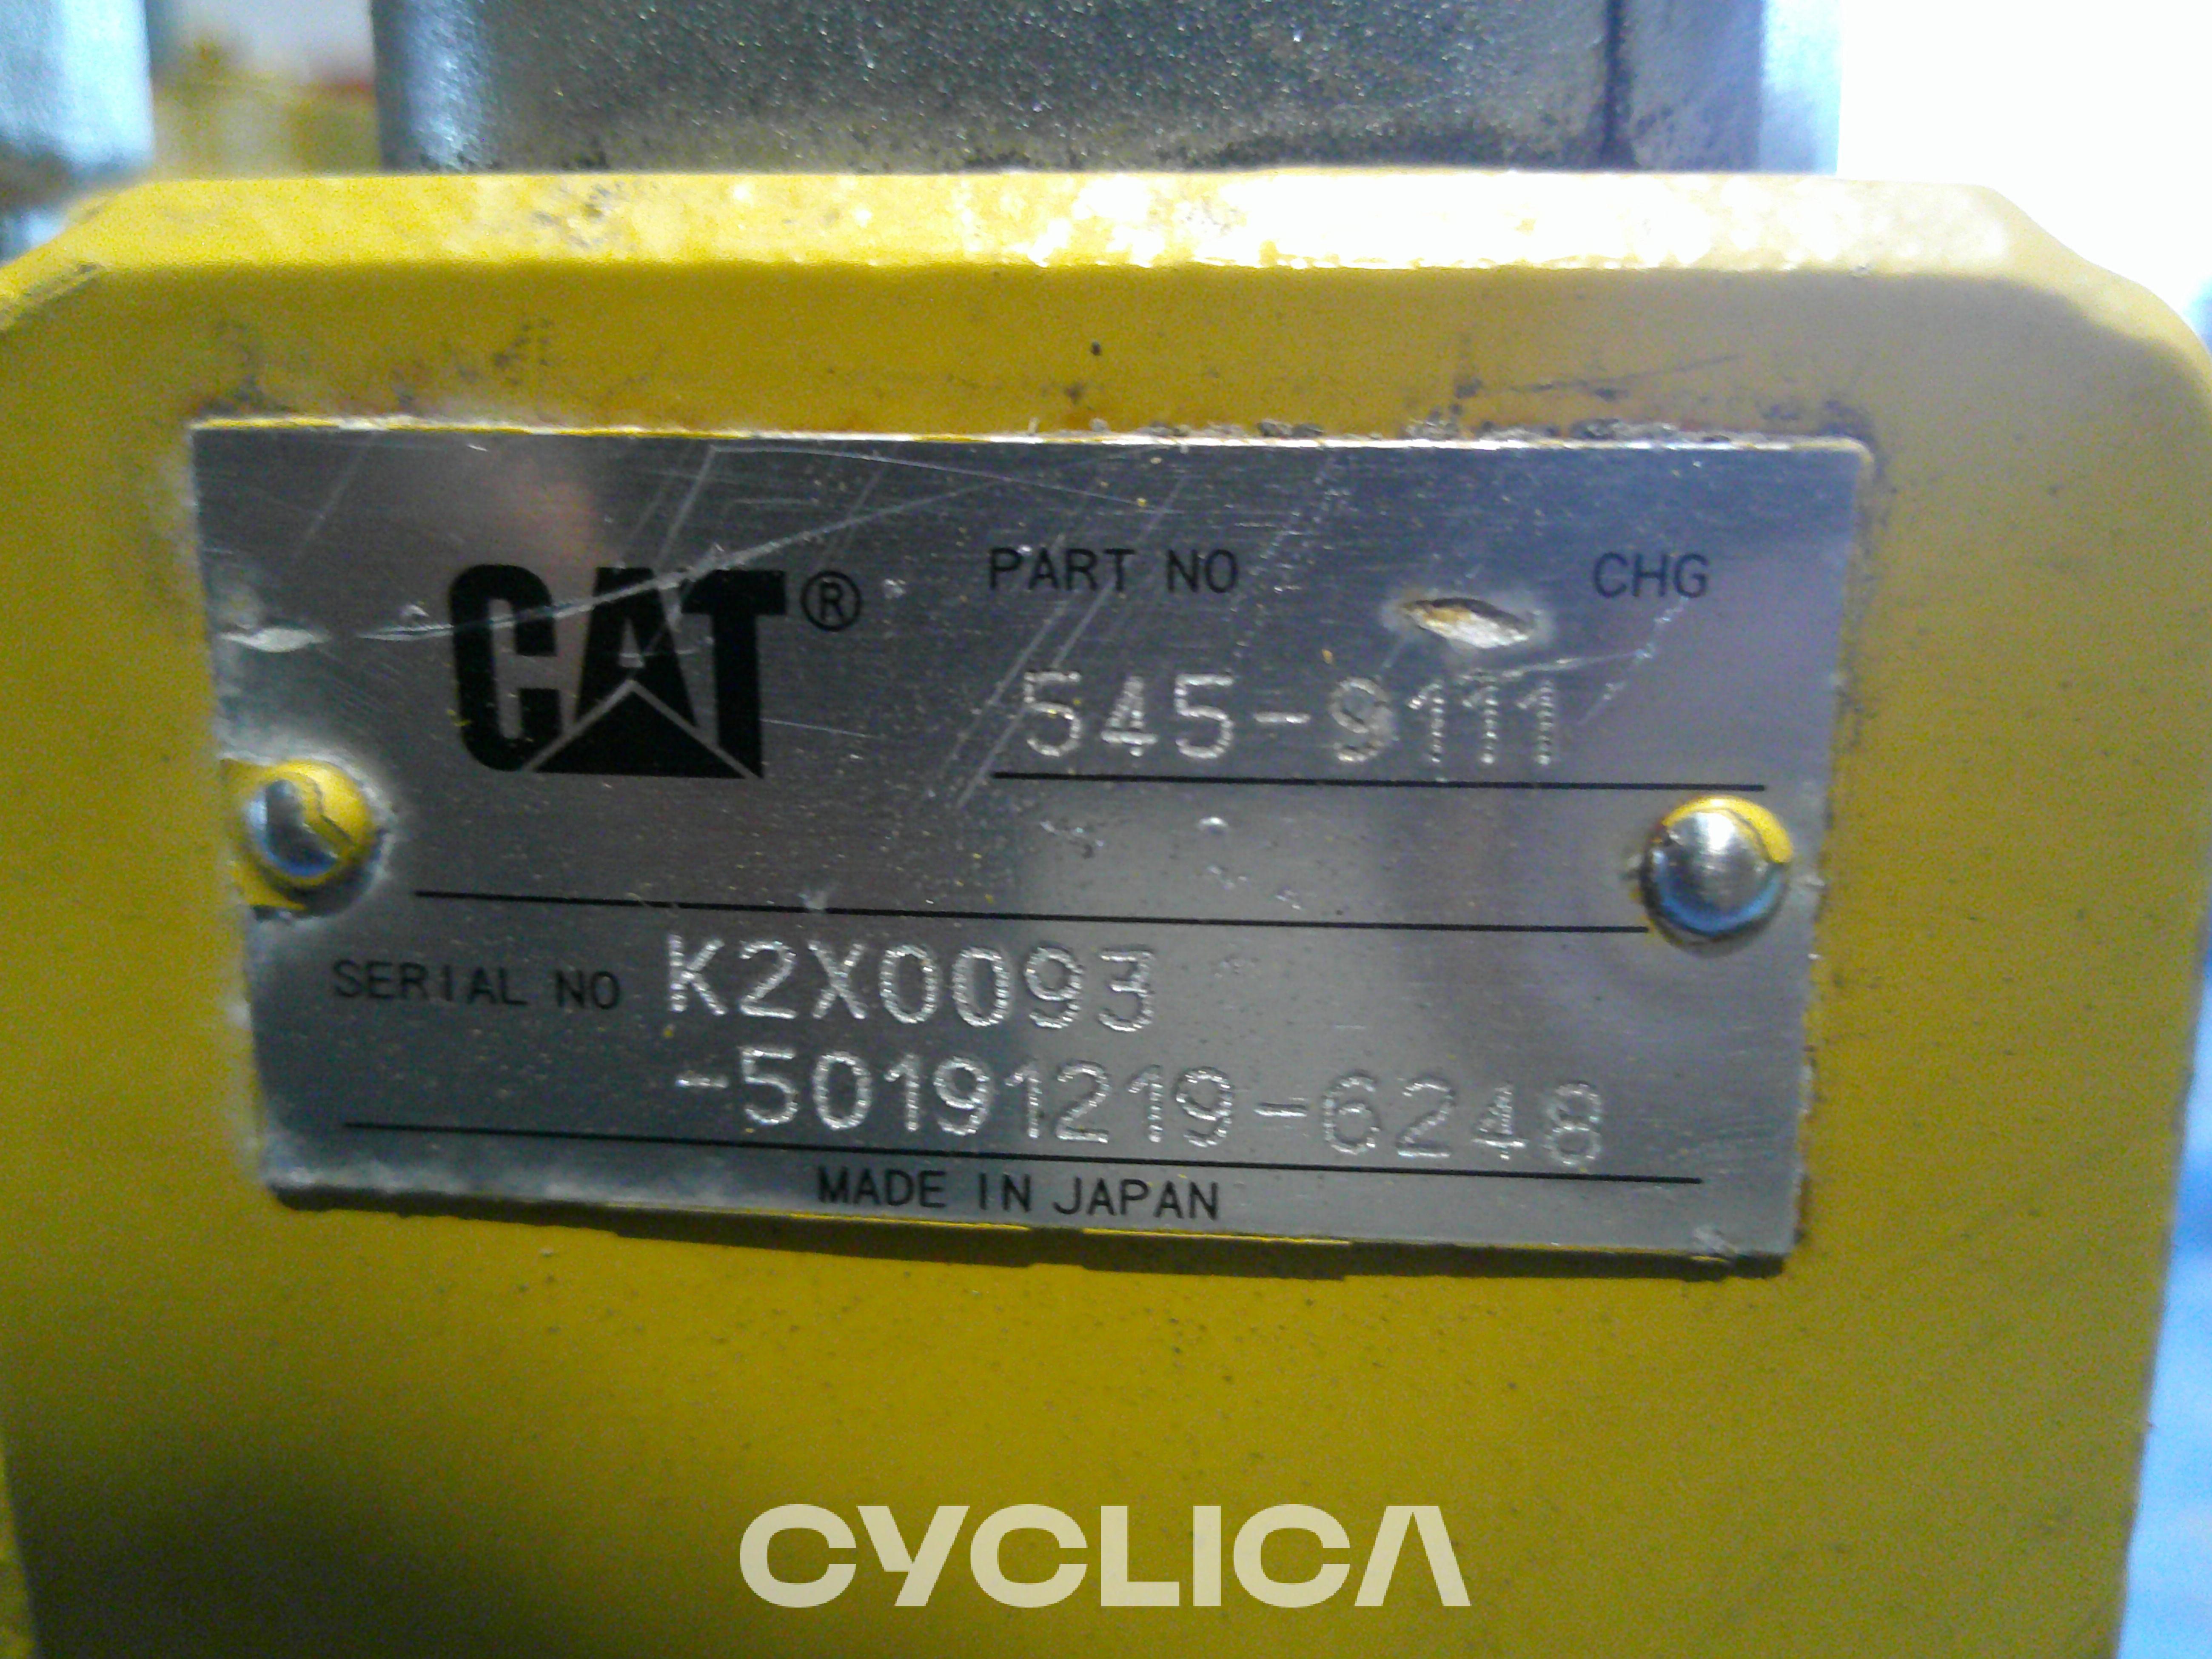 CAT®
PART NO CHG
545-9111
SERIAL NO K2X0093
-50191219-6248
MADE IN JAPAN
CYCLICA